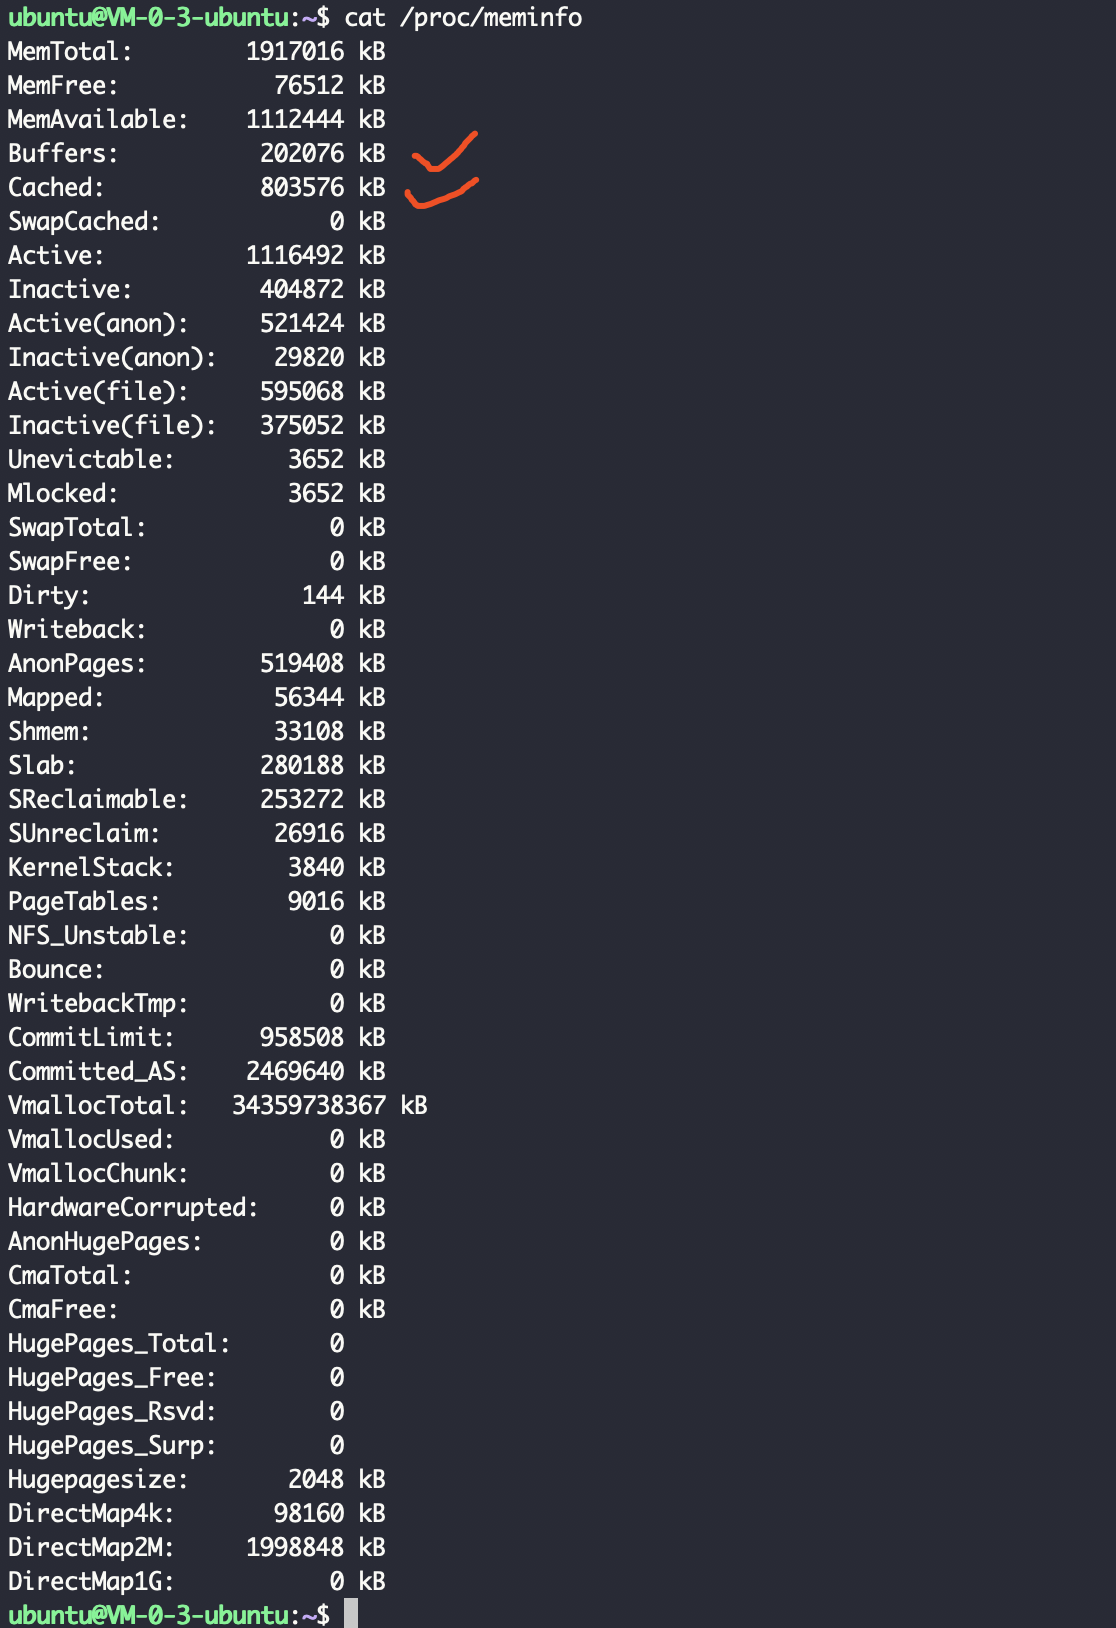 ubuntu@VM-0-3-ubuntu:~$ cat /proc/meminfo
MemTotal: 1917016 kB
MemFree: 76512 kB
MemAvailable: 1112444 kB
Buffers: 202076 kB
Cached: 803576 kB
SwapCached: 0 kB
Active: 1116492 kB
Inactive: 404872 kB
Active(anon): 521424 kB
Inactive(anon): 29820 kB
Active(file): 595068 kB
Inactive(file): 375052 kB
Unevictable: 3652 kB
Mlocked: 3652 kB
SwapTotal: 0 kB
SwapFree: 0 kB
Dirty: 144 kB
Writeback: 0 kB
AnonPages: 519408 kB
Mapped: 56344 kB
Shmem: 33108 kB
Slab: 280188 kB
SReclaimable: 253272 kB
SUnreclaim: 26916 kB
KernelStack: 3840 kB
PageTables: 9016 kB
NFS_Unstable: 0 kB
Bounce: 0 kB
WritebackTmp: 0 kB
CommitLimit: 958508 kB
Committed_AS: 2469640 kB
VmallocTotal: 34359738367 kB
VmallocUsed: 0 kB
VmallocChunk: 0 kB
HardwareCorrupted: 0 kB
AnonHugePages: 0 kB
CmaTotal: 0 kB
CmaFree: 0 kB
HugePages_Total: 0
HugePages_Free: 0
HugePages_Rsvd: 0
HugePages_Surp: 0
Hugepagesize: 2048 kB
DirectMap4k: 98160 kB
DirectMap2M: 1998848 kB
DirectMap1G: 0 kB
ubuntu@VM-0-3-ubuntu:~$